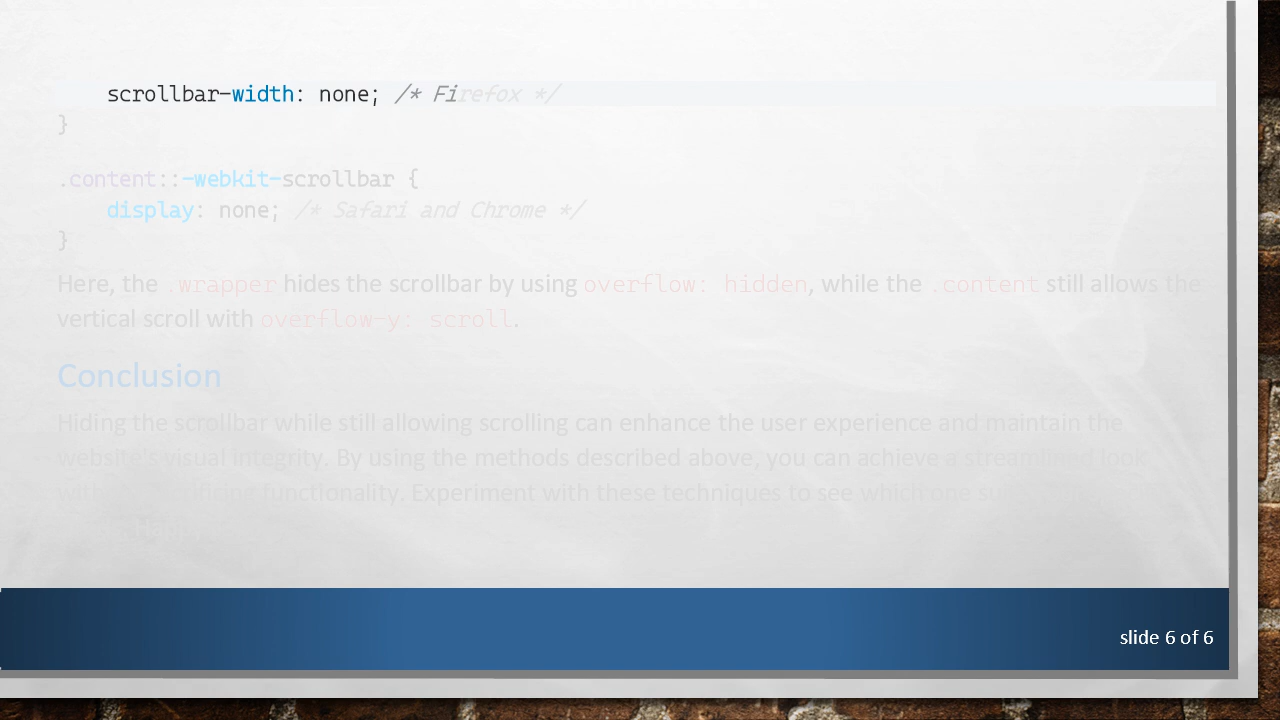 scrollbar-width: none; /* Firefox */
}
.content::-webkit-scrollbar {
display: none; /* Safari and Chrome */
}
Here, the .wrapper hides the scrollbar by using overflow: hidden, while the .content still allows the
vertical scroll with overflow-y: scroll.
Conclusion
Hiding the scrollbar while still allowing scrolling can enhance the user experience and maintain the
website's visual integrity. By using the methods described above, you can achieve a streamlined look
functionality. Experiment with these techniques to see which one
slide 6 of 6